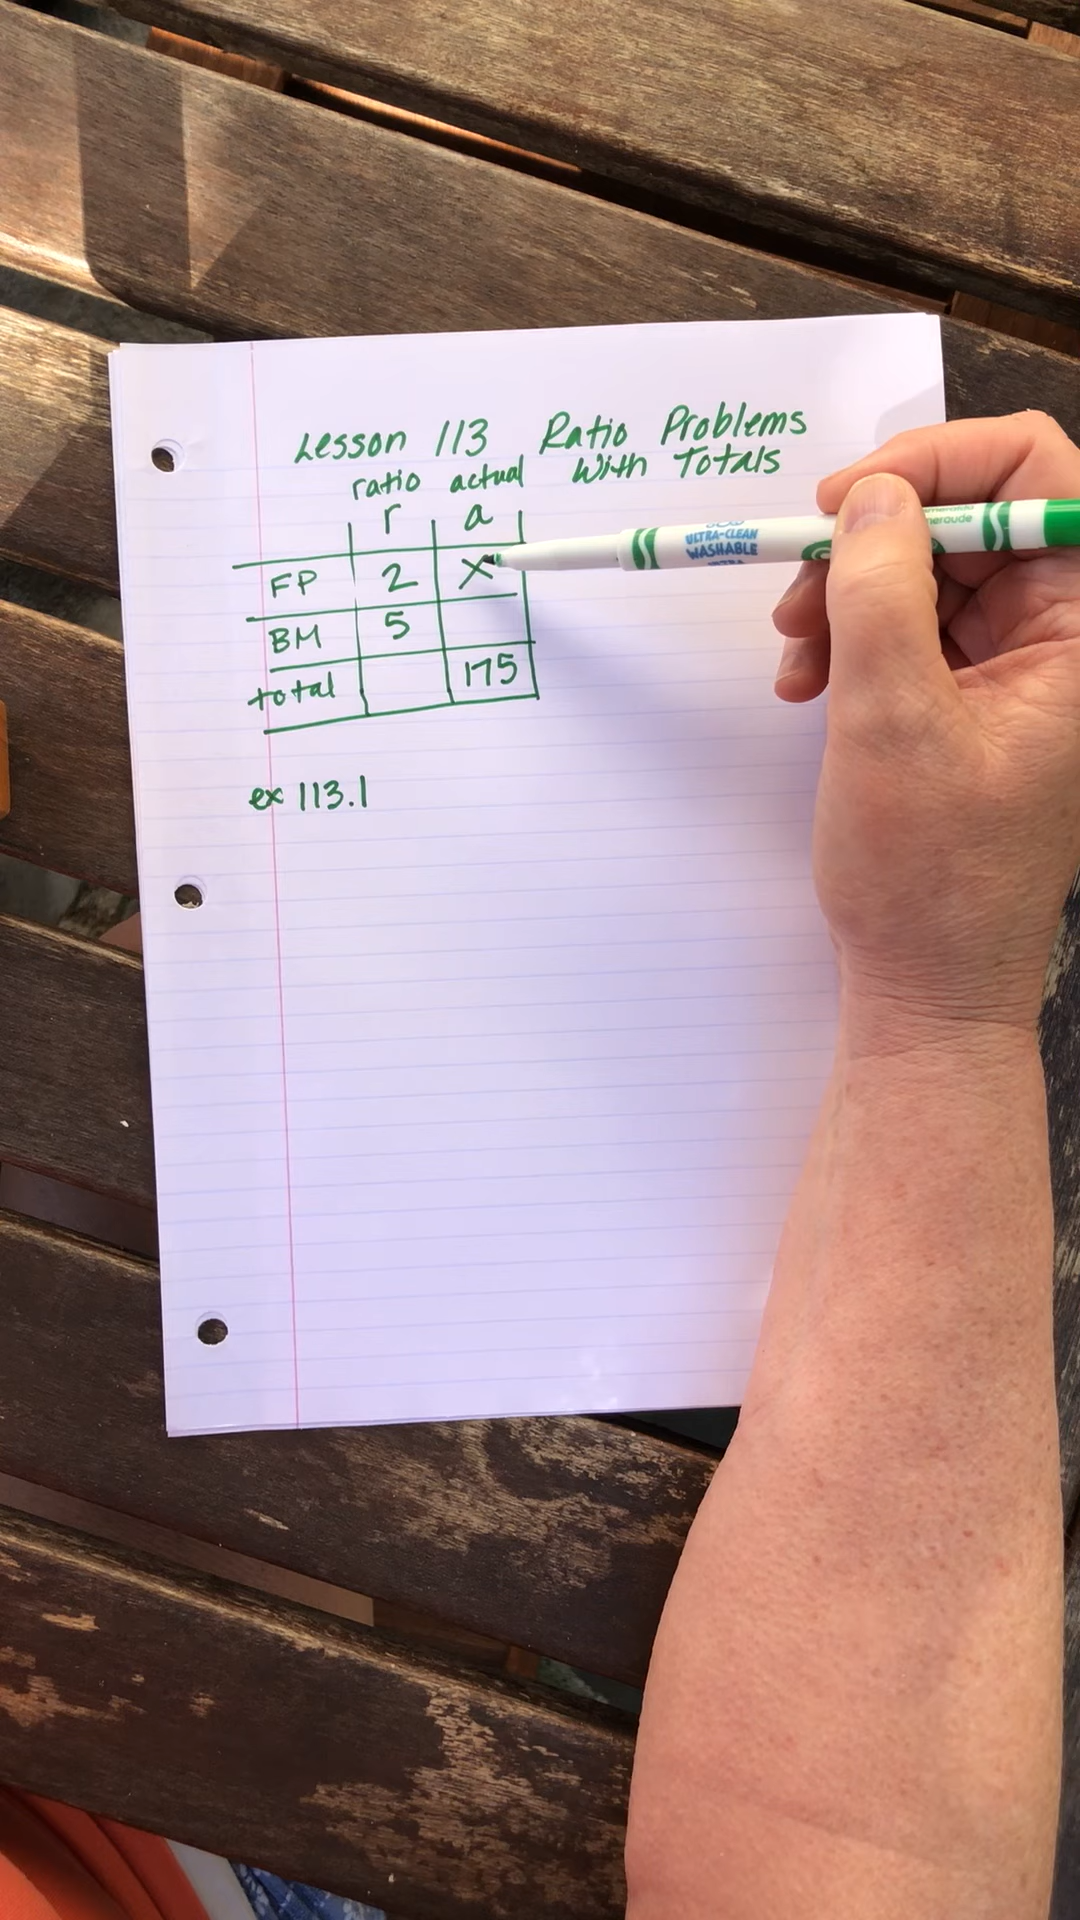 Lesson 113 Ratio Problems
With Totals
ratio actual
r a
FP 2 X
BM 5
total 175
ex 113.1
ULTRA-CLEAN
WASHABLE